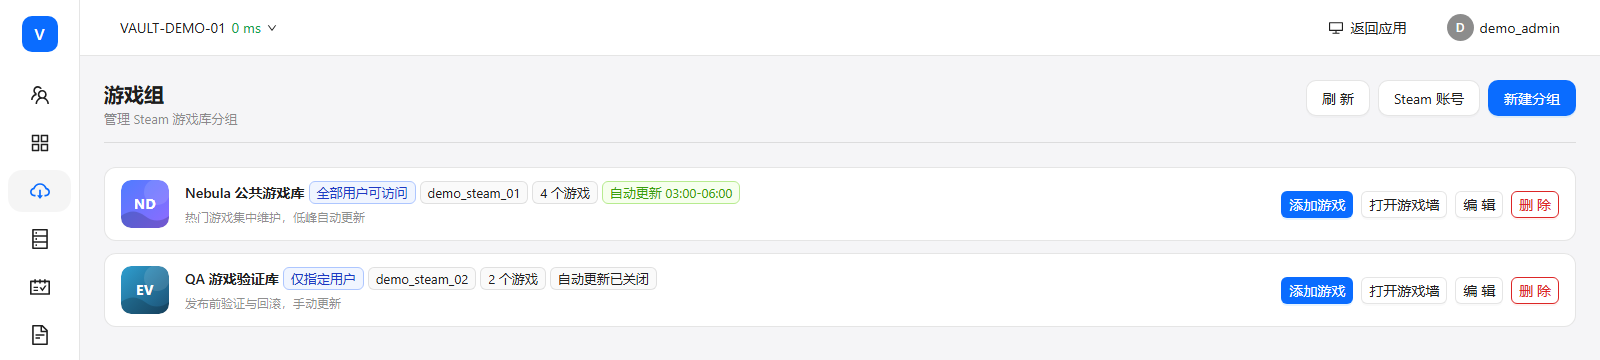 V
VAULT-DEMO-01 0 ms
返回应用
D demo_admin
游戏组
管理 Steam 游戏库分组
刷 新
Steam 账号
新建分组
ND
Nebula 公共游戏库 全部用户可访问 demo_steam_01 4 个游戏 自动更新 03:00-06:00
热门游戏集中维护，低峰自动更新
添加游戏 打开游戏墙 编 辑 删 除
EV
QA 游戏验证库 仅指定用户 demo_steam_02 2 个游戏 自动更新已关闭
发布前验证与回滚，手动更新
添加游戏 打开游戏墙 编 辑 删 除